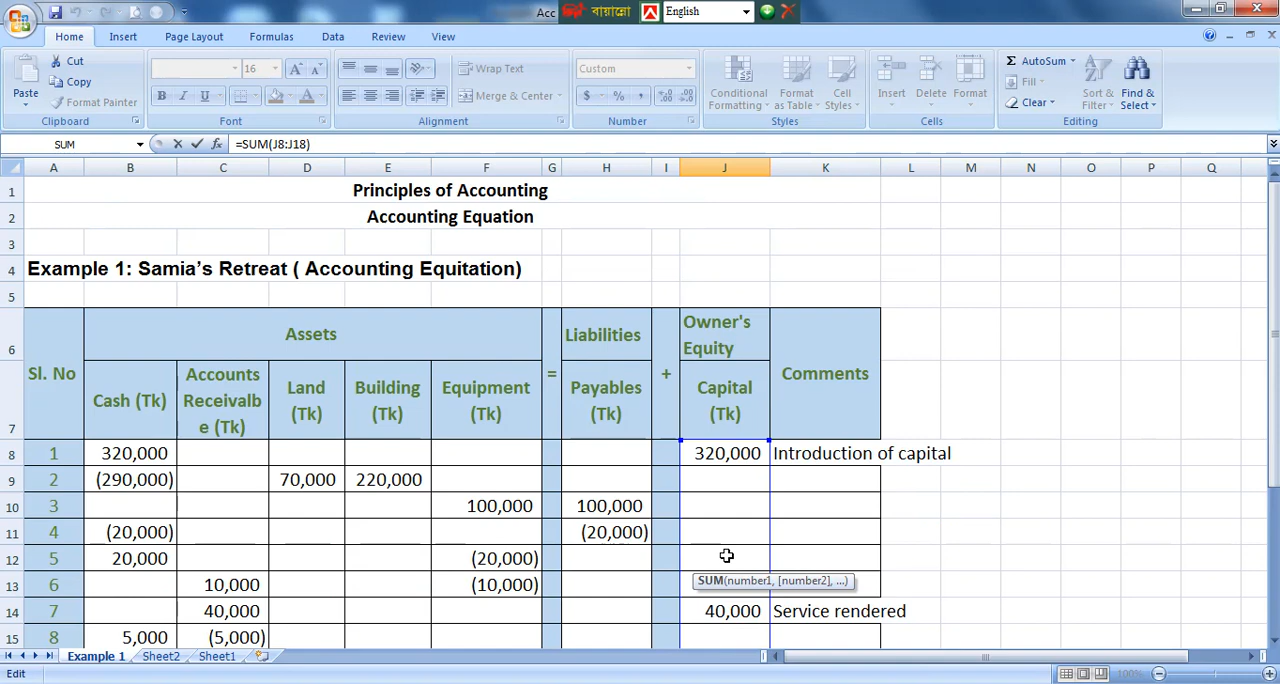 Acc বায়ান্নো English
Home Insert Page Layout Formulas Data Review View
Paste Cut Copy Format Painter
16
B I U
Wrap Text
Merge & Center
Custom
$ % ,
Conditional Formatting
Format as Table
Cell Styles
Insert Delete Format
Σ AutoSum
Fill
Clear
Sort & Filter
Find & Select
Clipboard Font Alignment Number Styles Cells Editing
SUM fx =SUM(J8:J18)
A B C D E F G H I J K L M N O P Q
1 Principles of Accounting
2 Accounting Equation
3
4 Example 1: Samia's Retreat ( Accounting Equitation)
5
6 Sl. No Assets = Liabilities + Owner's Equity Comments
7 Cash (Tk) Accounts Receivalb e (Tk) Land (Tk) Building (Tk) Equipment (Tk) Payables (Tk) Capital (Tk)
8 1 320,000 320,000 Introduction of capital
9 2 (290,000) 70,000 220,000
10 3 100,000 100,000
11 4 (20,000) (20,000)
12 5 20,000 (20,000)
13 6 10,000 (10,000)
SUM(number1, [number2], ...)
14 7 40,000 40,000 Service rendered
15 8 5,000 (5,000)
Example 1 Sheet2 Sheet1
Edit 100%